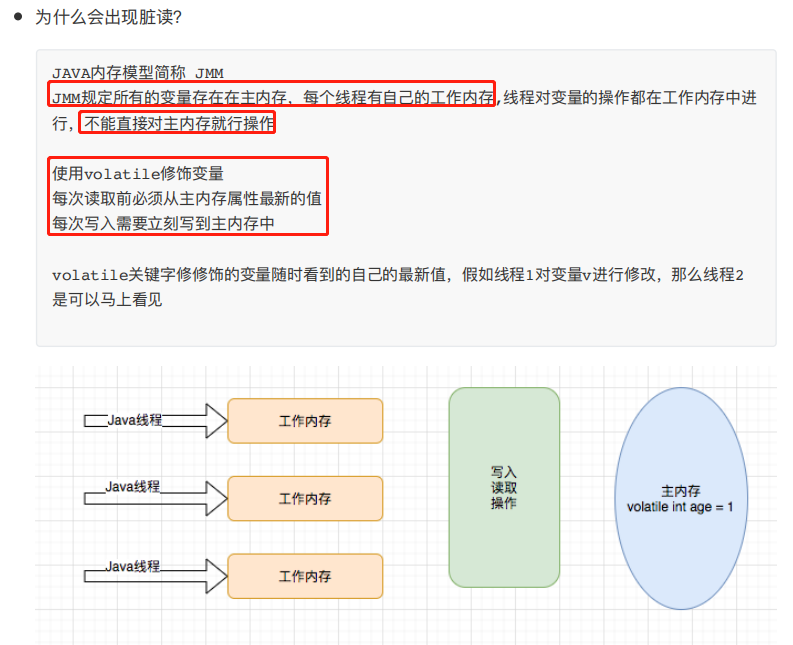 为什么会出现脏读?
JAVA内存模型简称 JMM
JMM规定所有的变量存在在主内存，每个线程有自己的工作内存,线程对变量的操作都在工作内存中进
行，不能直接对主内存就行操作
使用volatile修饰变量
每次读取前必须从主内存属性最新的值
每次写入需要立刻写到主内存中
volatile关键字修修饰的变量随时看到的自己的最新值，假如线程1对变量v进行修改，那么线程2
是可以马上看见
Java线程
工作内存
Java线程
工作内存
Java线程
工作内存
写入
读取
操作
主内存
volatile int age = 1